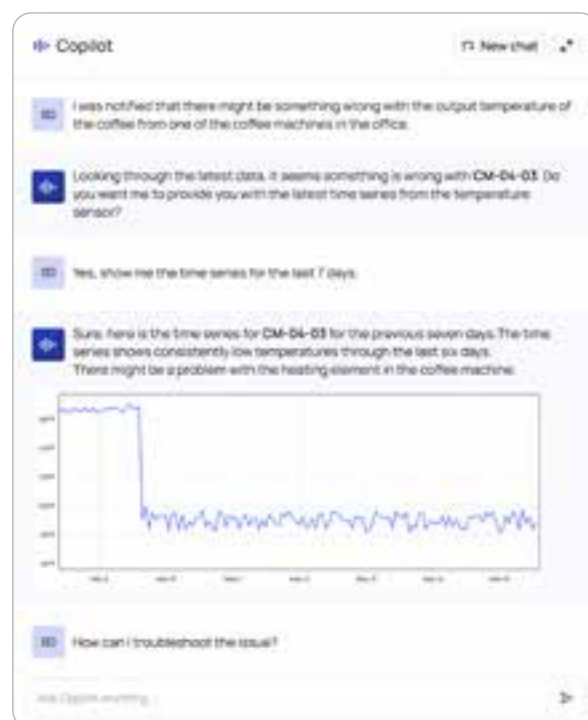 Copilot
New chat
I was notified that there might be something wrong with the output temperature of
the coffee from one of the coffee machines in the office.
Looking through the latest data, it seems something is wrong with CM-04-03. Do
you want me to provide you with the latest time series from the temperature
sensor?
Yes, show me the time series for the last 7 days.
Sure, here is the time series for CM-04-03 for the previous seven days. The time
series shows consistently low temperatures through the last six days.
There might be a problem with the heating element in the coffee machine.
How can I troubleshoot the issue?
Ask Copilot anything...